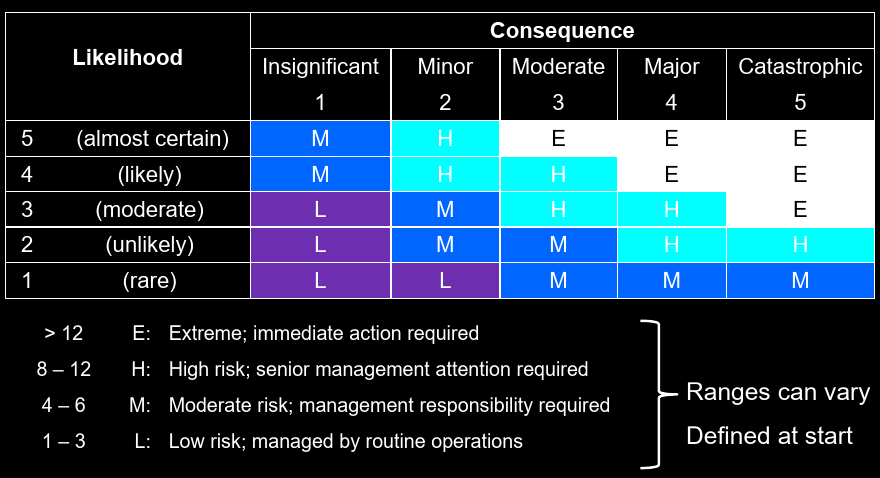 Likelihood Consequence
Insignificant Minor Moderate Major Catastrophic
1 2 3 4 5
5 (almost certain) M H E E E
4 (likely) M H H E E
3 (moderate) L M H H E
2 (unlikely) L M M H H
1 (rare) L L M M M
> 12 E: Extreme; immediate action required
8 – 12 H: High risk; senior management attention required
4 – 6 M: Moderate risk; management responsibility required
1 – 3 L: Low risk; managed by routine operations
Ranges can vary
Defined at start